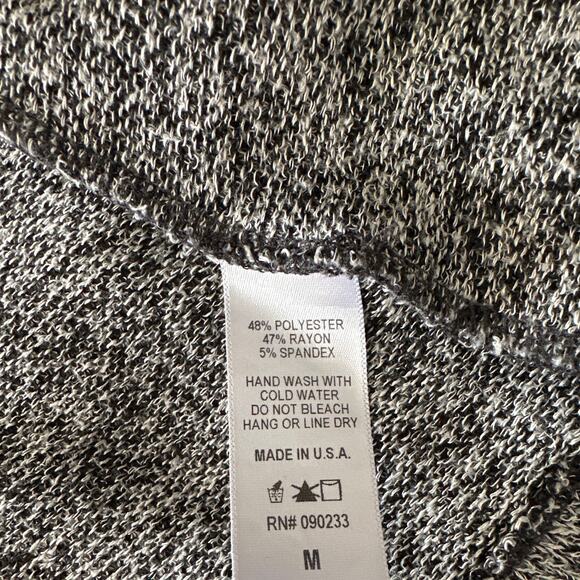 48% POLYESTER
47% RAYON
5% SPANDEX
HAND WASH WITH
COLD WATER
DO NOT BLEACH
HANG OR LINE DRY
MADE IN U.S.A.
RN# 090233
M